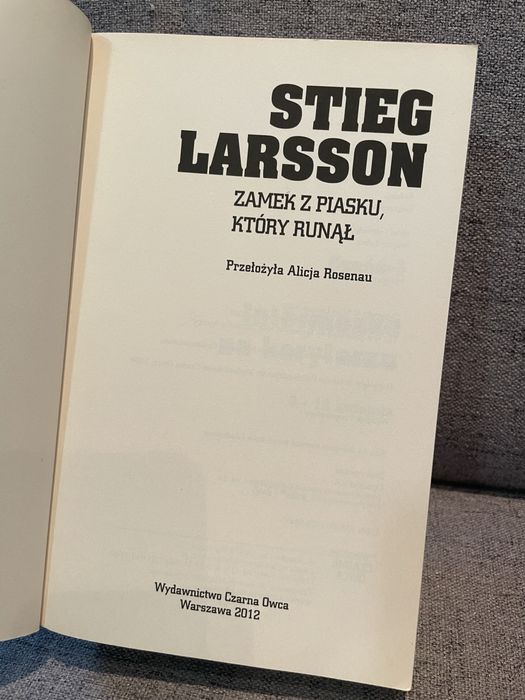 STIEG
LARSSON
ZAMEK Z PIASKU,
KTÓRY RUNĄŁ
Przełożyła Alicja Rosenau
Wydawnictwo Czarna Owca
Warszawa 2012